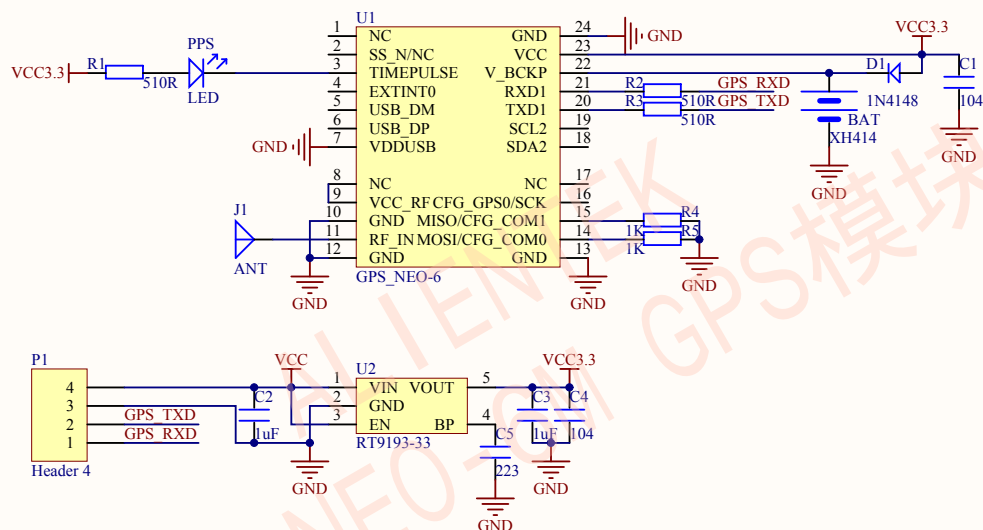 U1
1 NC GND 24 GND
2 SS_N/NC VCC 23 VCC3.3
VCC3.3 R1 510R PPS LED 3 TIMEPULSE V_BCKP 22 D1 1N4148 C1 104
4 EXTINT0 RXD1 21 R2 510R GPS_RXD
5 USB_DM TXD1 20 R3 510R GPS_TXD
6 USB_DP SCL2 19 BAT
GND 7 VDDUSB SDA2 18 XH414
GND
GND
8 NC NC 17
9 VCC_RF CFG_GPS0/SCK 16
J1 10 GND MISO/CFG_COM1 15 R4 1K
11 RF_IN MOSI/CFG_COM0 14 R5 1K
ANT 12 GND GND 13
GPS_NEO-6
GND
GND
GND
P1
4
3
2 GPS_TXD
1 GPS_RXD
Header 4
VCC U2 VCC3.3
C2 1uF 1 VIN VOUT 5 C3 1uF C4 104
2 GND
3 EN BP 4 C5 223
RT9193-33
GND
GND
GND
ALIENTEK
NEO-6M GPS模块